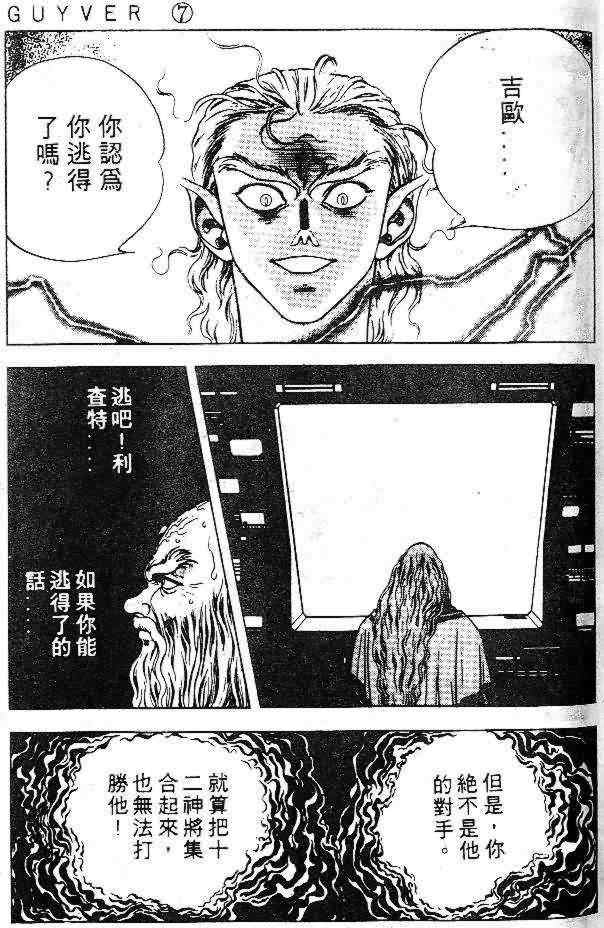 GUYVER ⑦
吉歐‥‥
你認爲
你逃得
了嗎？
逃吧！利
查特‥‥
如果你能
逃得了的
話‥‥
但是，你
絶不是他
的對手。
就算把十
二神將集
合起來，
也無法打
勝他！